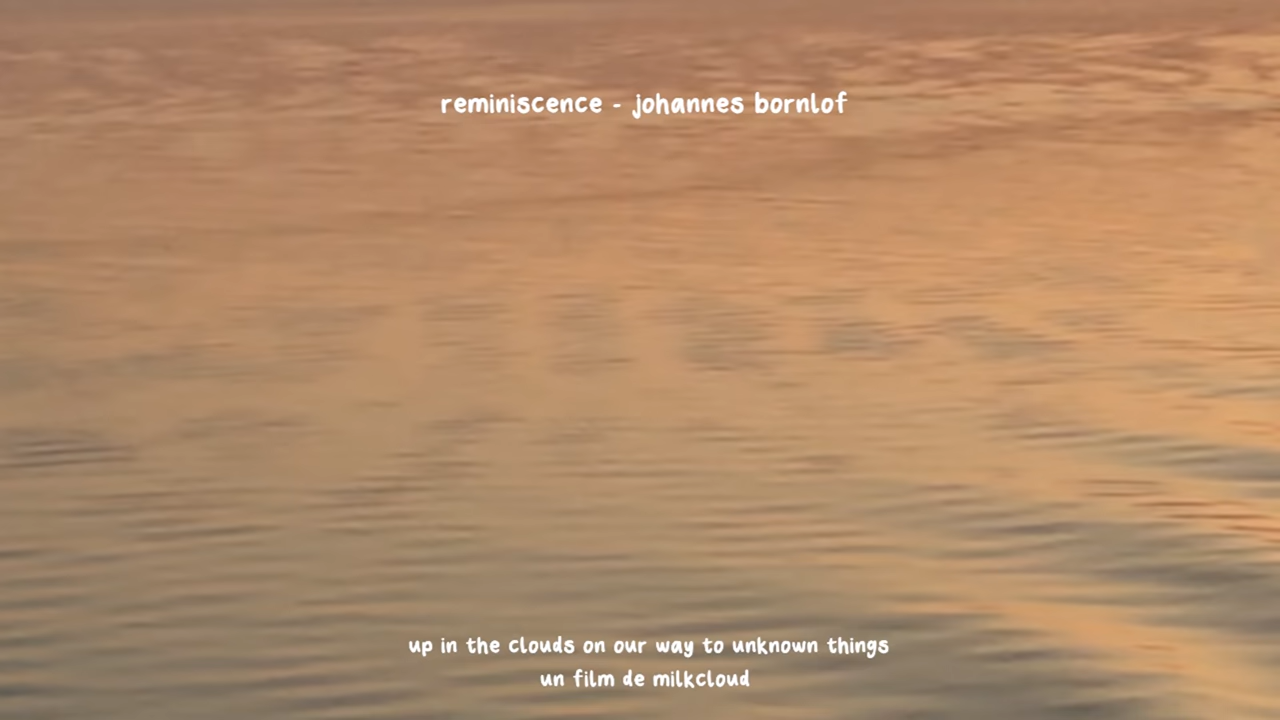 reminiscence - johannes bornlof
up in the clouds on our way to unknown things
un film de milkcloud